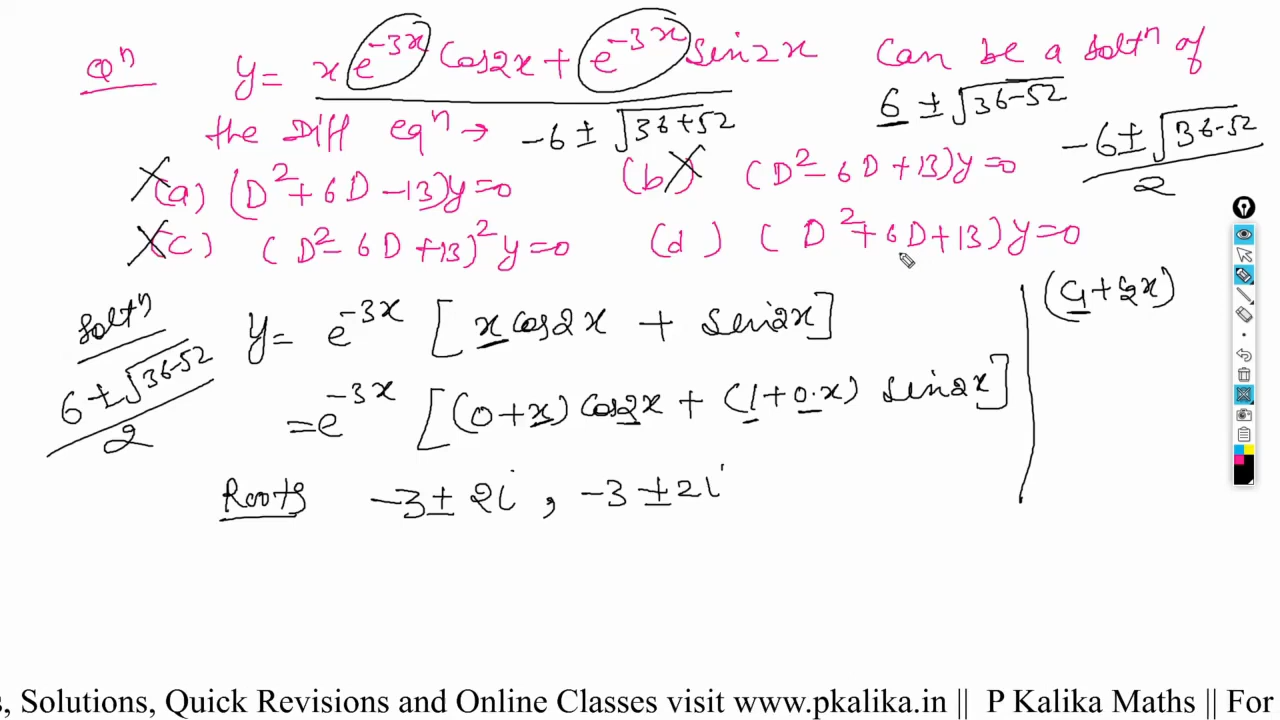 Qⁿ y = x e^{-3x} Cos2x + e^{-3x} Sin2x Can be a soltⁿ of
the Diff eqⁿ → -6 ± √36+52 6 ± √36-52 -6 ± √36-52 / 2
(a) (D² + 6D - 13)y = 0 (b) (D² - 6D + 13)y = 0
(c) (D² - 6D + 13)² y = 0 (d) (D² + 6D + 13)y = 0
Soltⁿ y = e^{-3x} [x Cos2x + Sin2x] (C₁ + C₂x)
6 ± √36-52 / 2
= e^{-3x} [(0 + x) Cos2x + (1 + 0.x) Sin2x]
Roots -3 ± 2i , -3 ± 2i
s, Solutions, Quick Revisions and Online Classes visit www.pkalika.in || P Kalika Maths || For